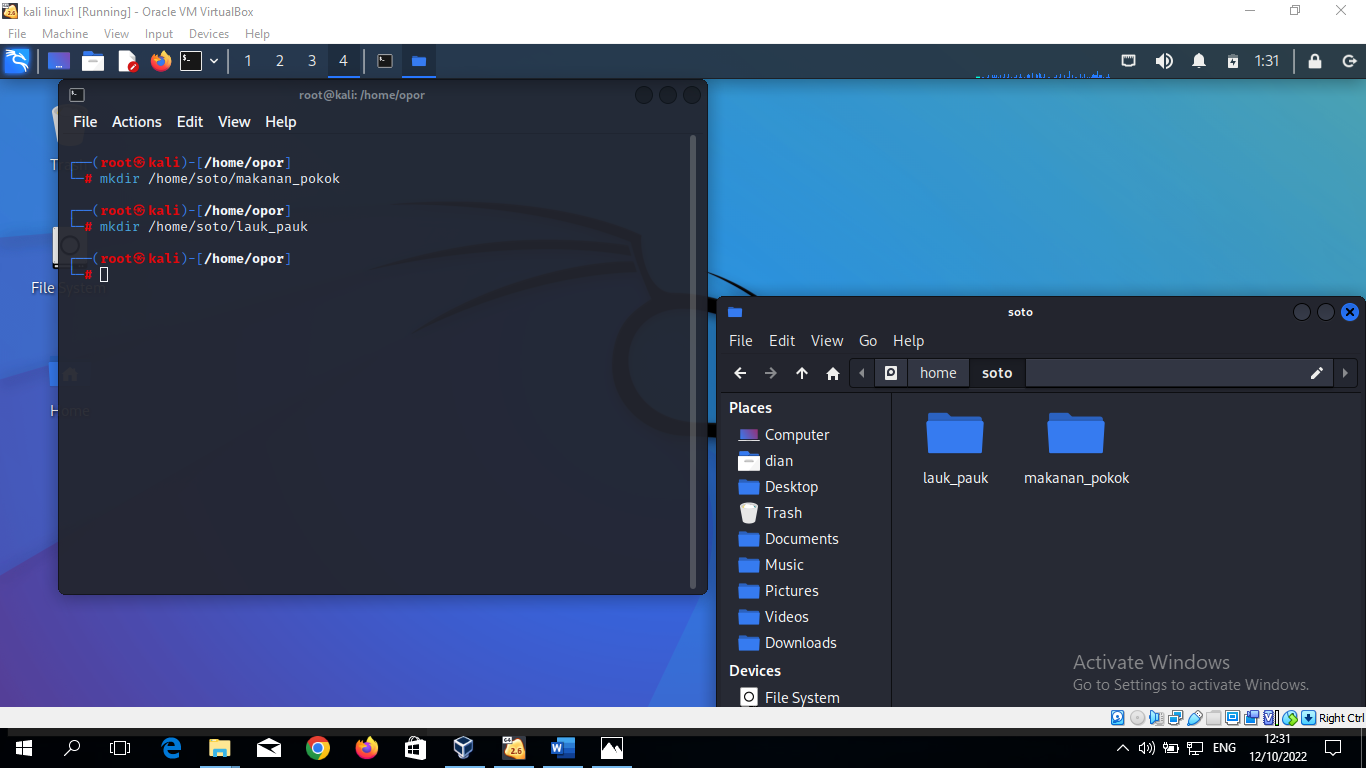 kali linux1 [Running] - Oracle VM VirtualBox
File Machine View Input Devices Help
1 2 3 4 1:31
root@kali: /home/opor
File Actions Edit View Help
┌──(root㉿kali)-[/home/opor]
└─# mkdir /home/soto/makanan_pokok
┌──(root㉿kali)-[/home/opor]
└─# mkdir /home/soto/lauk_pauk
┌──(root㉿kali)-[/home/opor]
└─#
File System
Home
soto
File Edit View Go Help
home soto
Places
Computer
dian
Desktop
Trash
Documents
Music
Pictures
Videos
Downloads
Devices
File System
lauk_pauk makanan_pokok
Activate Windows
Go to Settings to activate Windows.
Right Ctrl
2.6
ENG
12:31
12/10/2022